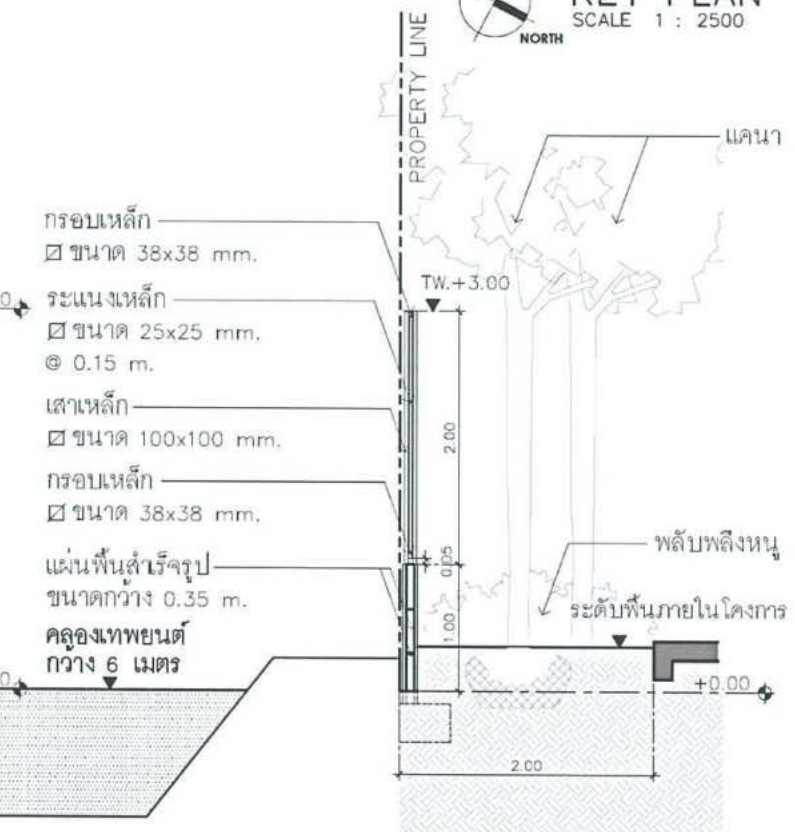 KEY PLAN
SCALE 1 : 2500
NORTH
PROPERTY LINE
แคนา
กรอบเหล็ก
ขนาด 38x38 mm.
ระแนงเหล็ก
ขนาด 25x25 mm.
@ 0.15 m.
เสาเหล็ก
ขนาด 100x100 mm.
กรอบเหล็ก
ขนาด 38x38 mm.
แผ่นพื้นสำเร็จรูป
ขนาดกว้าง 0.35 m.
คลองเทพยนต์
กว้าง 6 เมตร
TW.+3.00
2.00
0.05
1.00
พลับพลึงหนู
ระดับพื้นภายในโครงการ
+0.00
2.00